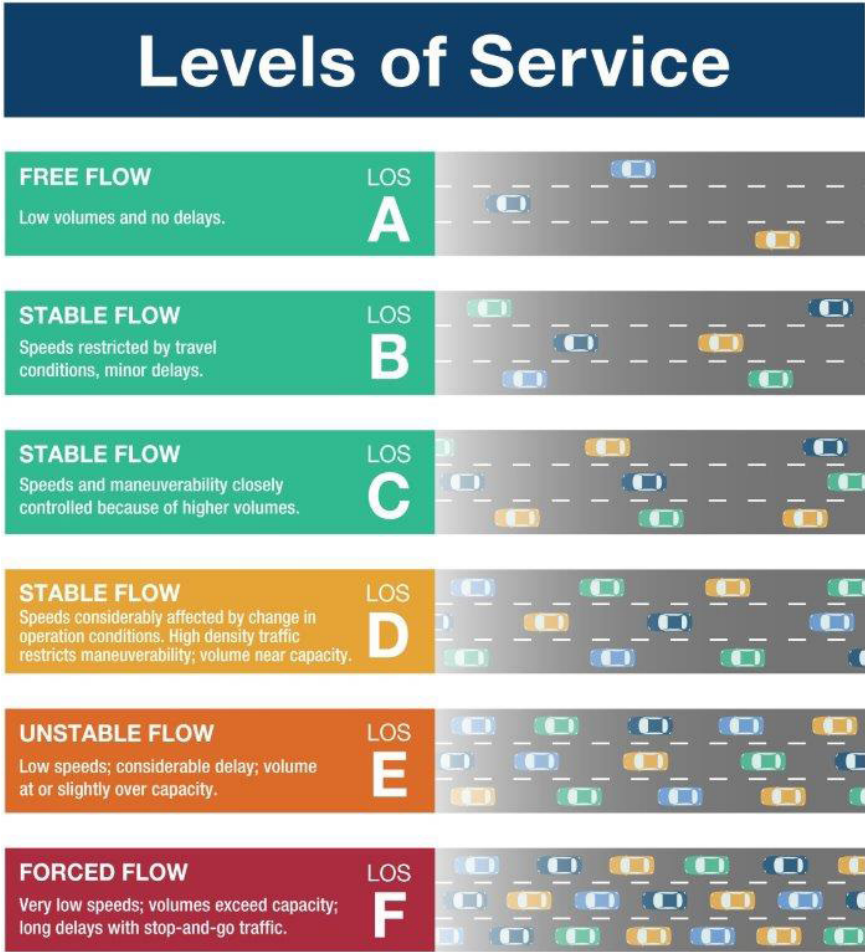 Levels of Service
FREE FLOW
LOS
Low volumes and no delays.
A
STABLE FLOW
LOS
Speeds restricted by travel
conditions, minor delays.
B
STABLE FLOW
LOS
Speeds and maneuverability closely
controlled because of higher volumes.
C
STABLE FLOW
LOS
Speeds considerably affected by change in
operation conditions. High density traffic
restricts maneuverability; volume near capacity.
D
UNSTABLE FLOW
LOS
Low speeds; considerable delay; volume
at or slightly over capacity.
E
FORCED FLOW
LOS
Very low speeds; volumes exceed capacity;
long delays with stop-and-go traffic.
F